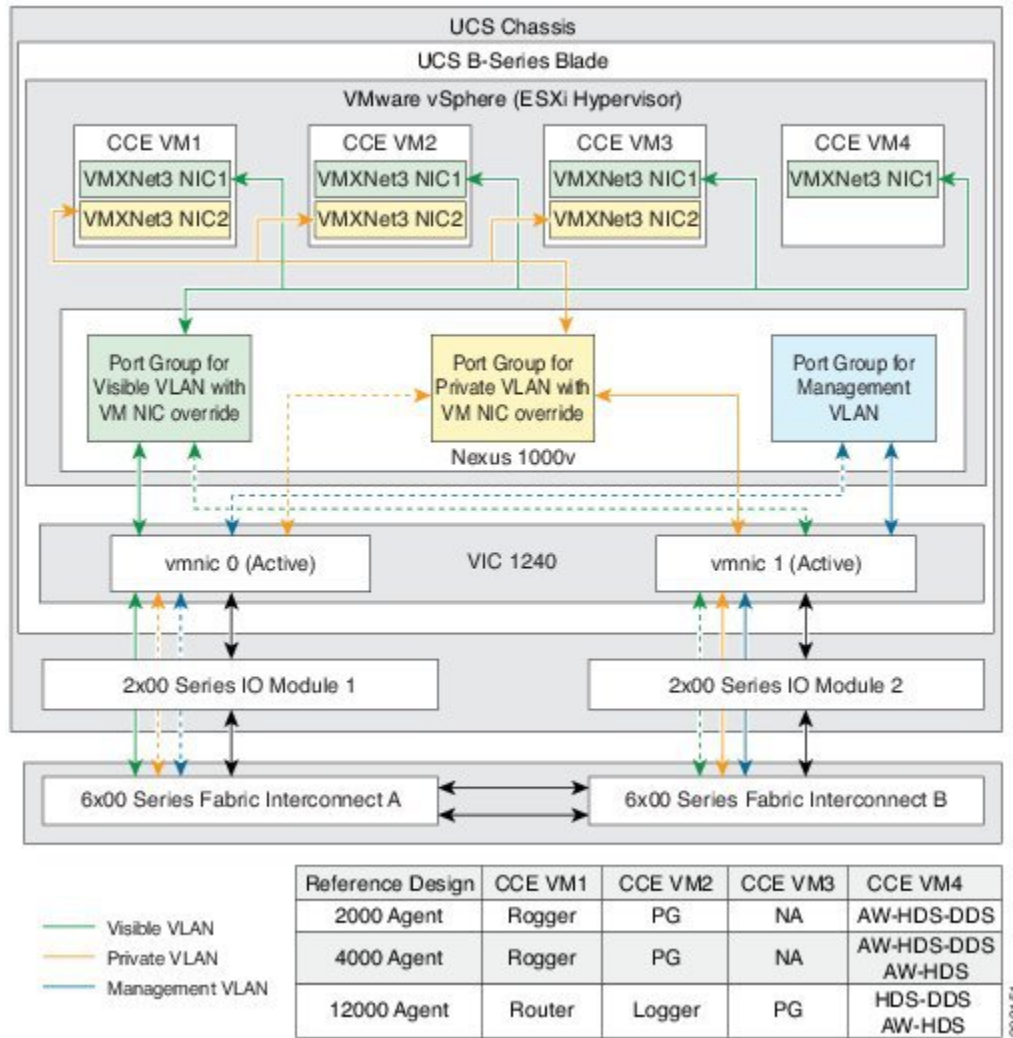 UCS Chassis
UCS B-Series Blade
VMware vSphere (ESXi Hypervisor)
CCE VM1
VMXNet3 NIC1
VMXNet3 NIC2
CCE VM2
VMXNet3 NIC1
VMXNet3 NIC2
CCE VM3
VMXNet3 NIC1
VMXNet3 NIC2
CCE VM4
VMXNet3 NIC1
Port Group for
Visible VLAN with
VM NIC override
Port Group for
Private VLAN with
VM NIC override
Port Group for
Management
VLAN
Nexus 1000v
vmnic 0 (Active)
VIC 1240
vmnic 1 (Active)
2x00 Series IO Module 1
2x00 Series IO Module 2
6x00 Series Fabric Interconnect A
6x00 Series Fabric Interconnect B
Visible VLAN
Private VLAN
Management VLAN
Reference Design CCE VM1 CCE VM2 CCE VM3 CCE VM4
2000 Agent Rogger PG NA AW-HDS-DDS
4000 Agent Rogger PG NA AW-HDS-DDS
AW-HDS
12000 Agent Router Logger PG HDS-DDS
AW-HDS